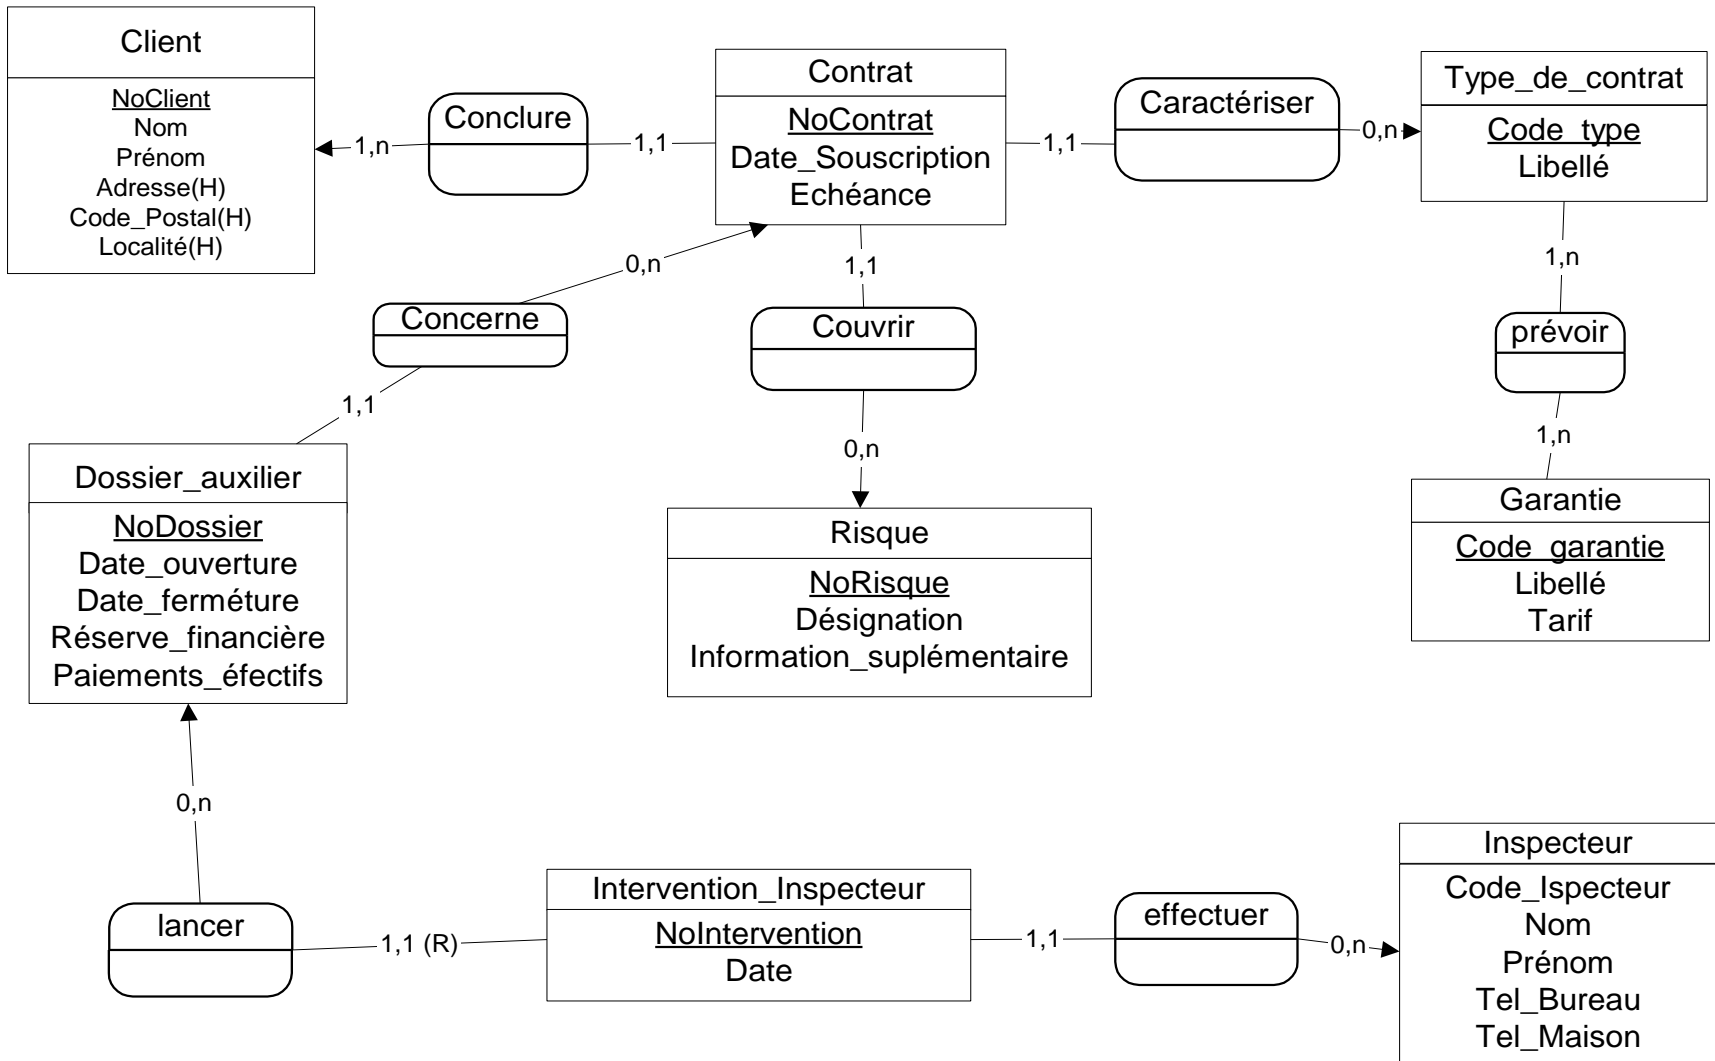 Client
NoClient
Nom
Prénom
Adresse(H)
Code_Postal(H)
Localité(H)
1,n
Conclure
1,1
Contrat
NoContrat
Date_Souscription
Echéance
1,1
Caractériser
0,n
Type_de_contrat
Code_type
Libellé
0,n
Concerne
1,1
1,1
Couvrir
0,n
1,n
prévoir
1,n
Dossier_auxilier
NoDossier
Date_ouverture
Date_ferméture
Réserve_financière
Paiements_éfectifs
Risque
NoRisque
Désignation
Information_suplémentaire
Garantie
Code_garantie
Libellé
Tarif
0,n
lancer
1,1 (R)
Intervention_Inspecteur
NoIntervention
Date
1,1
effectuer
0,n
Inspecteur
Code_Ispecteur
Nom
Prénom
Tel_Bureau
Tel_Maison